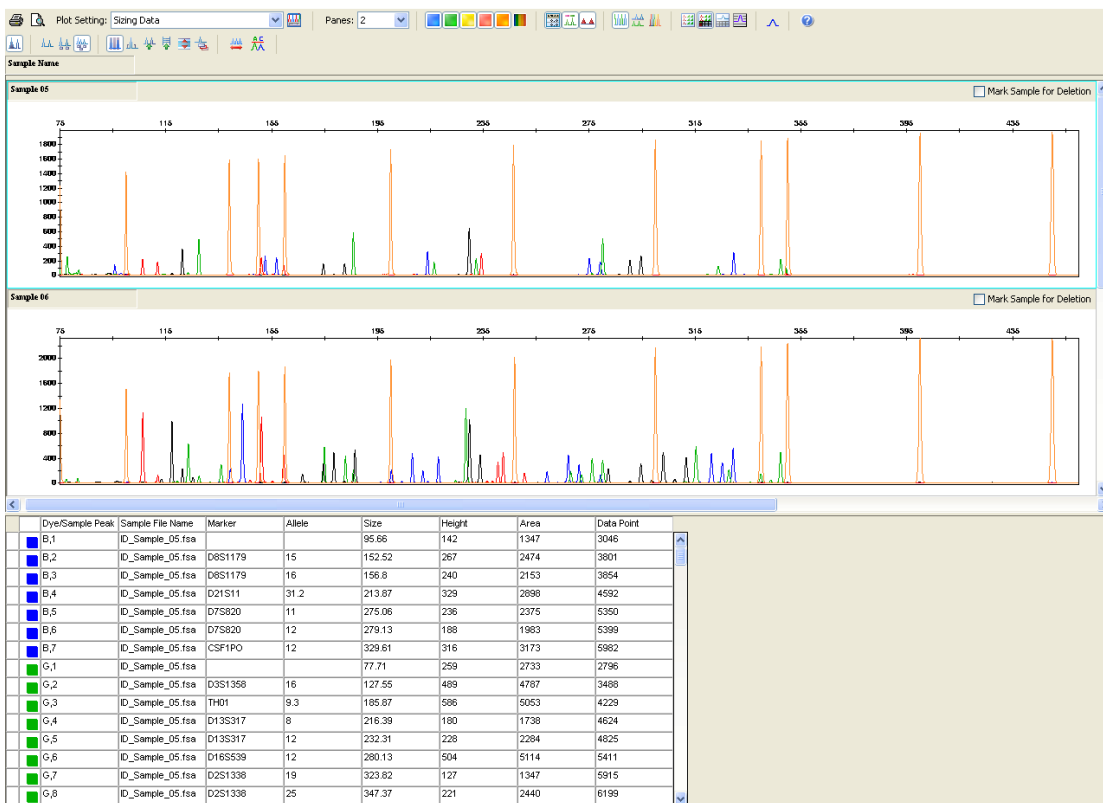 Plot Setting: Sizing Data Panes: 2
Sample Name
Sample 05 Mark Sample for Deletion
75 115 155 195 235 275 315 355 395 435
1800
1600
1400
1200
1000
800
600
400
200
0
Sample 06 Mark Sample for Deletion
75 115 155 195 235 275 315 355 395 435
2000
1600
1200
800
400
0
Dye/Sample Peak Sample File Name Marker Allele Size Height Area Data Point
B,1 ID_Sample_05.fsa 95.66 142 1347 3046
B,2 ID_Sample_05.fsa D8S1179 15 152.52 267 2474 3801
B,3 ID_Sample_05.fsa D8S1179 16 156.8 240 2153 3854
B,4 ID_Sample_05.fsa D21S11 31.2 213.87 329 2898 4592
B,5 ID_Sample_05.fsa D7S820 11 275.06 236 2375 5350
B,6 ID_Sample_05.fsa D7S820 12 279.13 188 1983 5399
B,7 ID_Sample_05.fsa CSF1PO 12 329.61 316 3173 5982
G,1 ID_Sample_05.fsa 77.71 259 2733 2796
G,2 ID_Sample_05.fsa D3S1358 16 127.55 489 4787 3488
G,3 ID_Sample_05.fsa TH01 9.3 185.87 586 5053 4229
G,4 ID_Sample_05.fsa D13S317 8 216.39 180 1738 4624
G,5 ID_Sample_05.fsa D13S317 12 232.31 228 2284 4825
G,6 ID_Sample_05.fsa D16S539 12 280.13 504 5114 5411
G,7 ID_Sample_05.fsa D2S1338 19 323.82 127 1347 5915
G,8 ID_Sample_05.fsa D2S1338 25 347.37 221 2440 6199